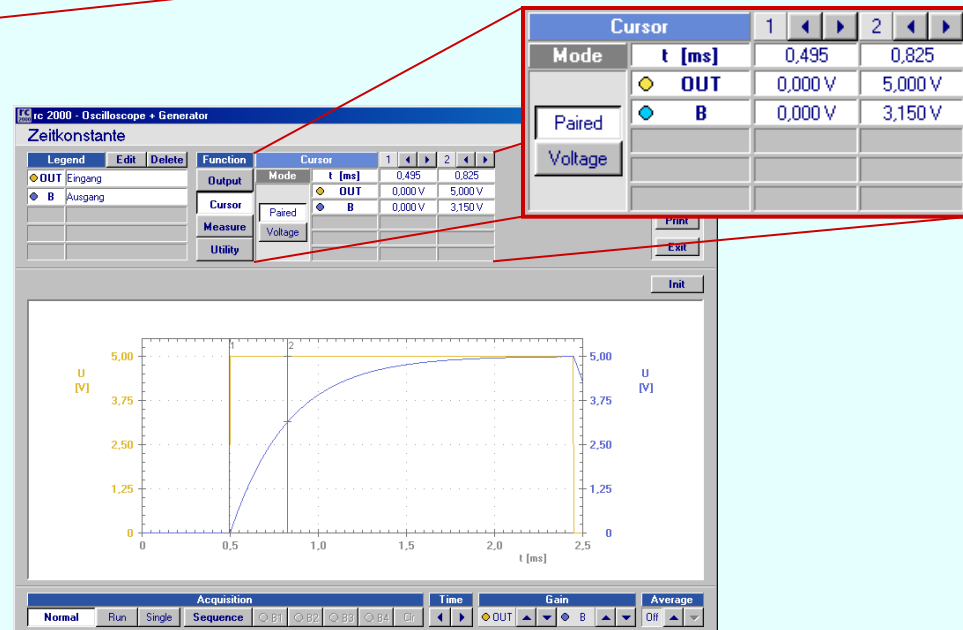 Cursor 1 2
Mode t [ms] 0,495 0,825
OUT 0,000 V 5,000 V
Paired B 0,000 V 3,150 V
Voltage
rc 2000 - Oscilloscope + Generator
Zeitkonstante
Legend Edit Delete Function Cursor 1 2
OUT Eingang Output Mode t [ms] 0,495 0,825
OUT 0,000 V 5,000 V
B Ausgang Cursor Paired B 0,000 V 3,150 V
Measure Voltage Print
Utility Exit
Init
1 2
5,00 5,00
U U
[V] [V]
3,75 3,75
2,50 2,50
1,25 1,25
0 0
0 0,5 1,0 1,5 2,0 2,5
t [ms]
Acquisition Time Gain Average
Normal Run Single Sequence B1 B2 B3 B4 Clr OUT B Off